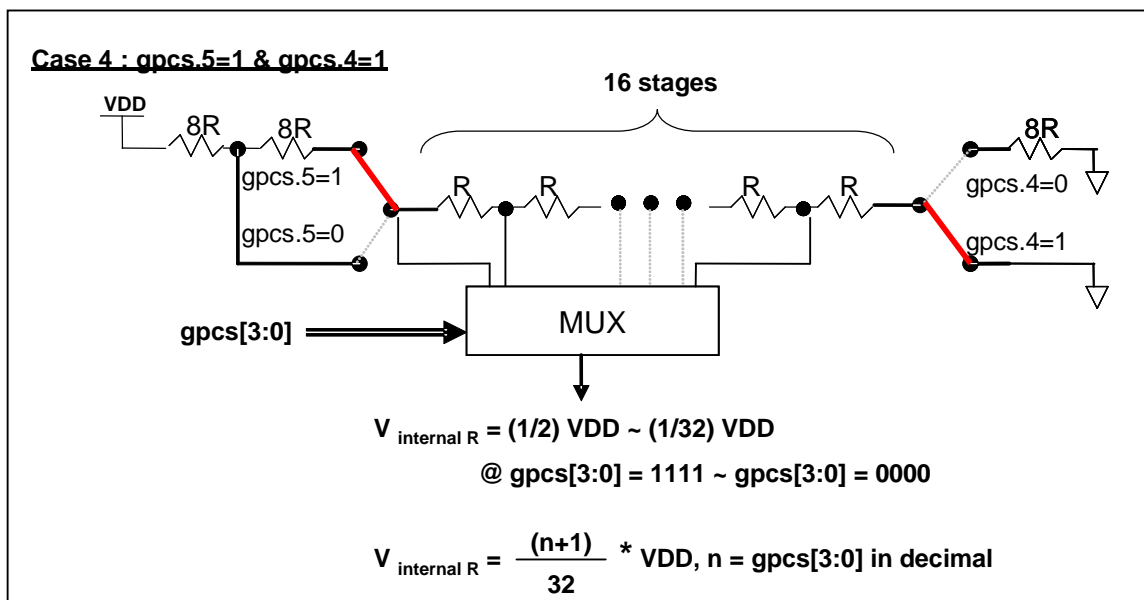 Case 4 : gpcs.5=1 & gpcs.4=1
16 stages
VDD
8R
8R
8R
gpcs.5=1
R
R
R
R
gpcs.4=0
gpcs.5=0
gpcs.4=1
MUX
gpcs[3:0]
V internal R = (1/2) VDD ~ (1/32) VDD
@ gpcs[3:0] = 1111 ~ gpcs[3:0] = 0000
V internal R = (n+1) / 32 * VDD, n = gpcs[3:0] in decimal